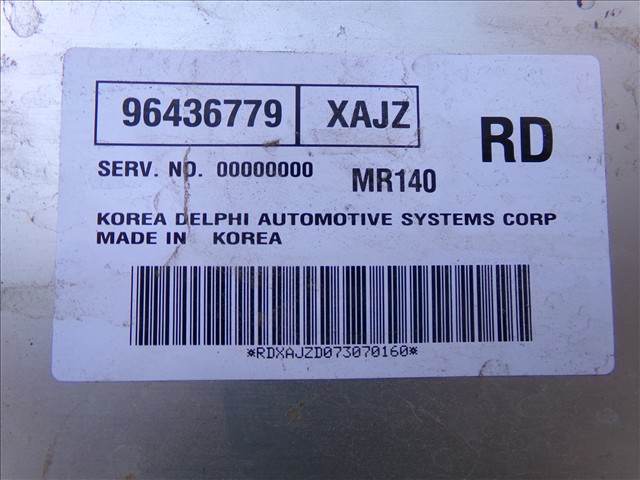 96436779 XAJZ
RD
SERV. NO. 00000000 MR140
KOREA DELPHI AUTOMOTIVE SYSTEMS CORP
MADE IN KOREA
*RDXAJZD073070160*